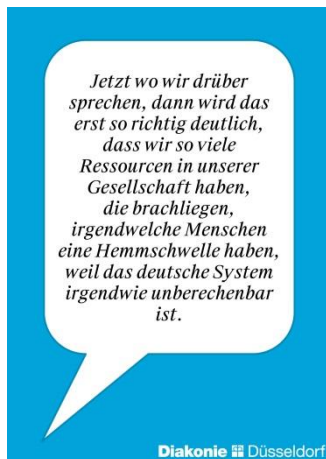 Jetzt wo wir drüber
sprechen, dann wird das
erst so richtig deutlich,
dass wir so viele
Ressourcen in unserer
Gesellschaft haben,
die brachliegen,
irgendwelche Menschen
eine Hemmschwelle haben,
weil das deutsche System
irgendwie unberechenbar
ist.
Diakonie Düsseldorf